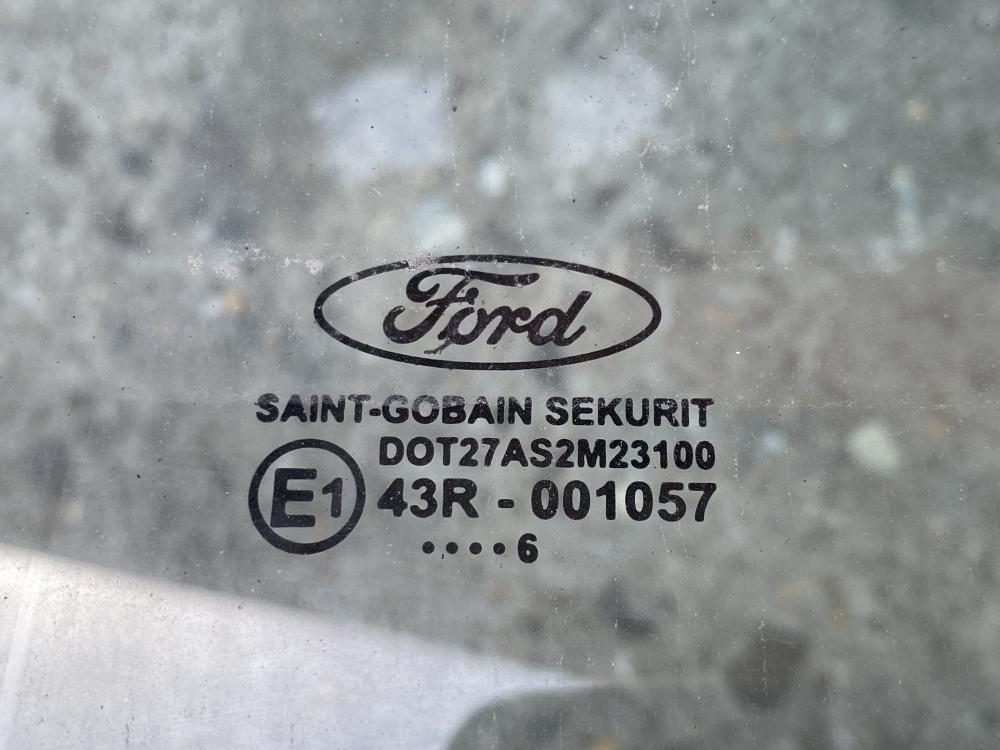 Ford
SAINT-GOBAIN SEKURIT
DOT27AS2M23100
E1 43R - 001057
••••6